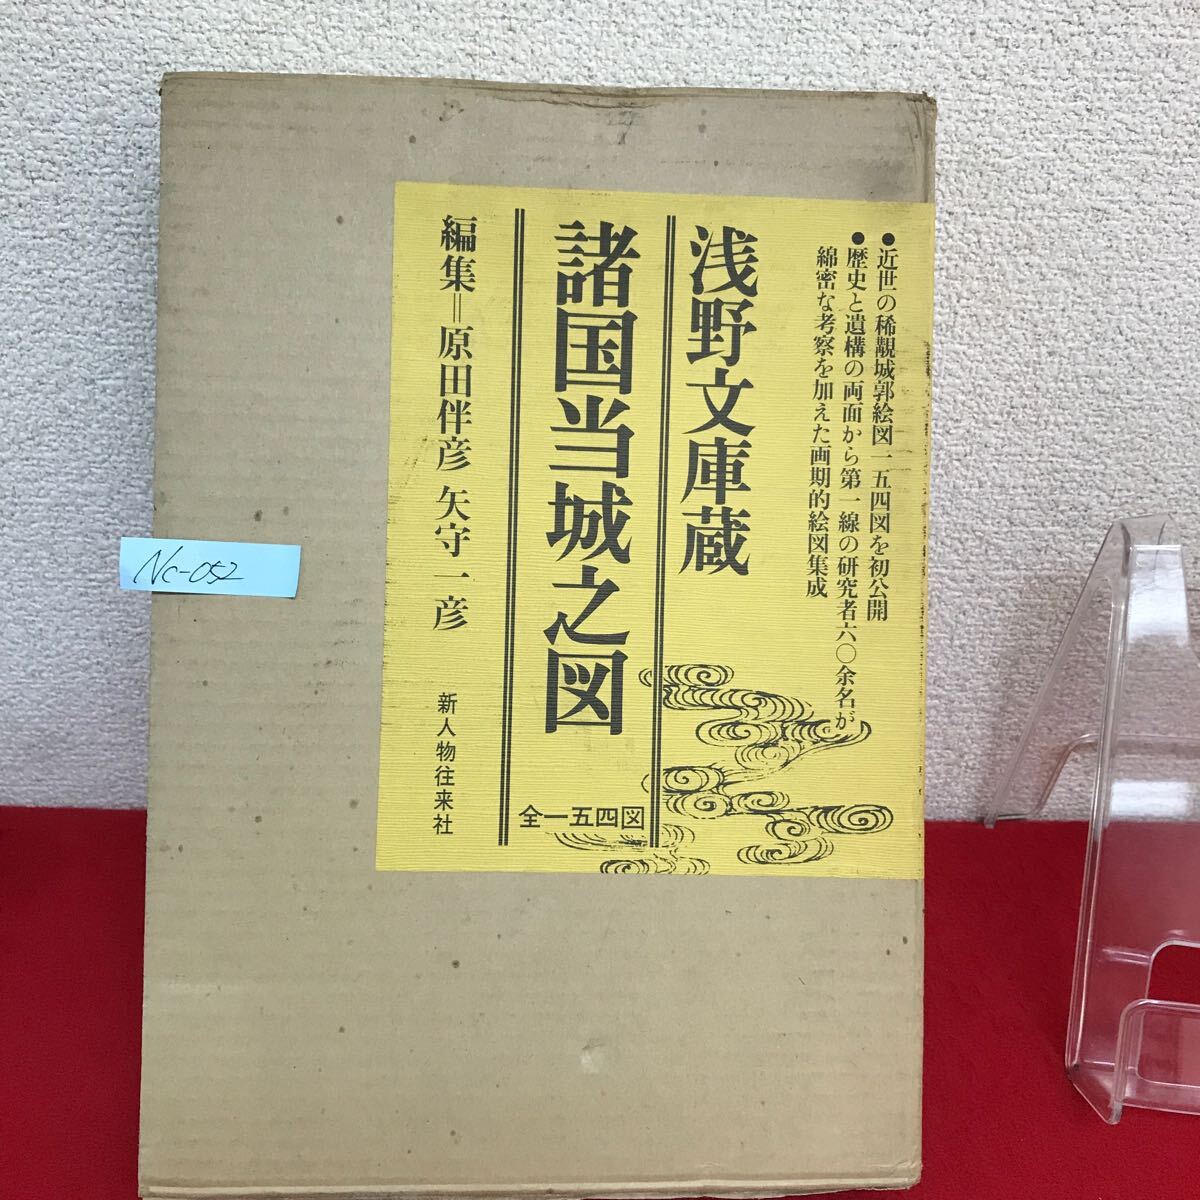 ●近世の稀覯城郭絵図一五四図を初公開
●歴史と遺構の両面から第一線の研究者六〇余名が
綿密な考察を加えた画期的絵図集成
浅野文庫蔵
諸国当城之図
全一五四図
編集＝原田伴彦 矢守一彦
新人物往来社
Nc-052